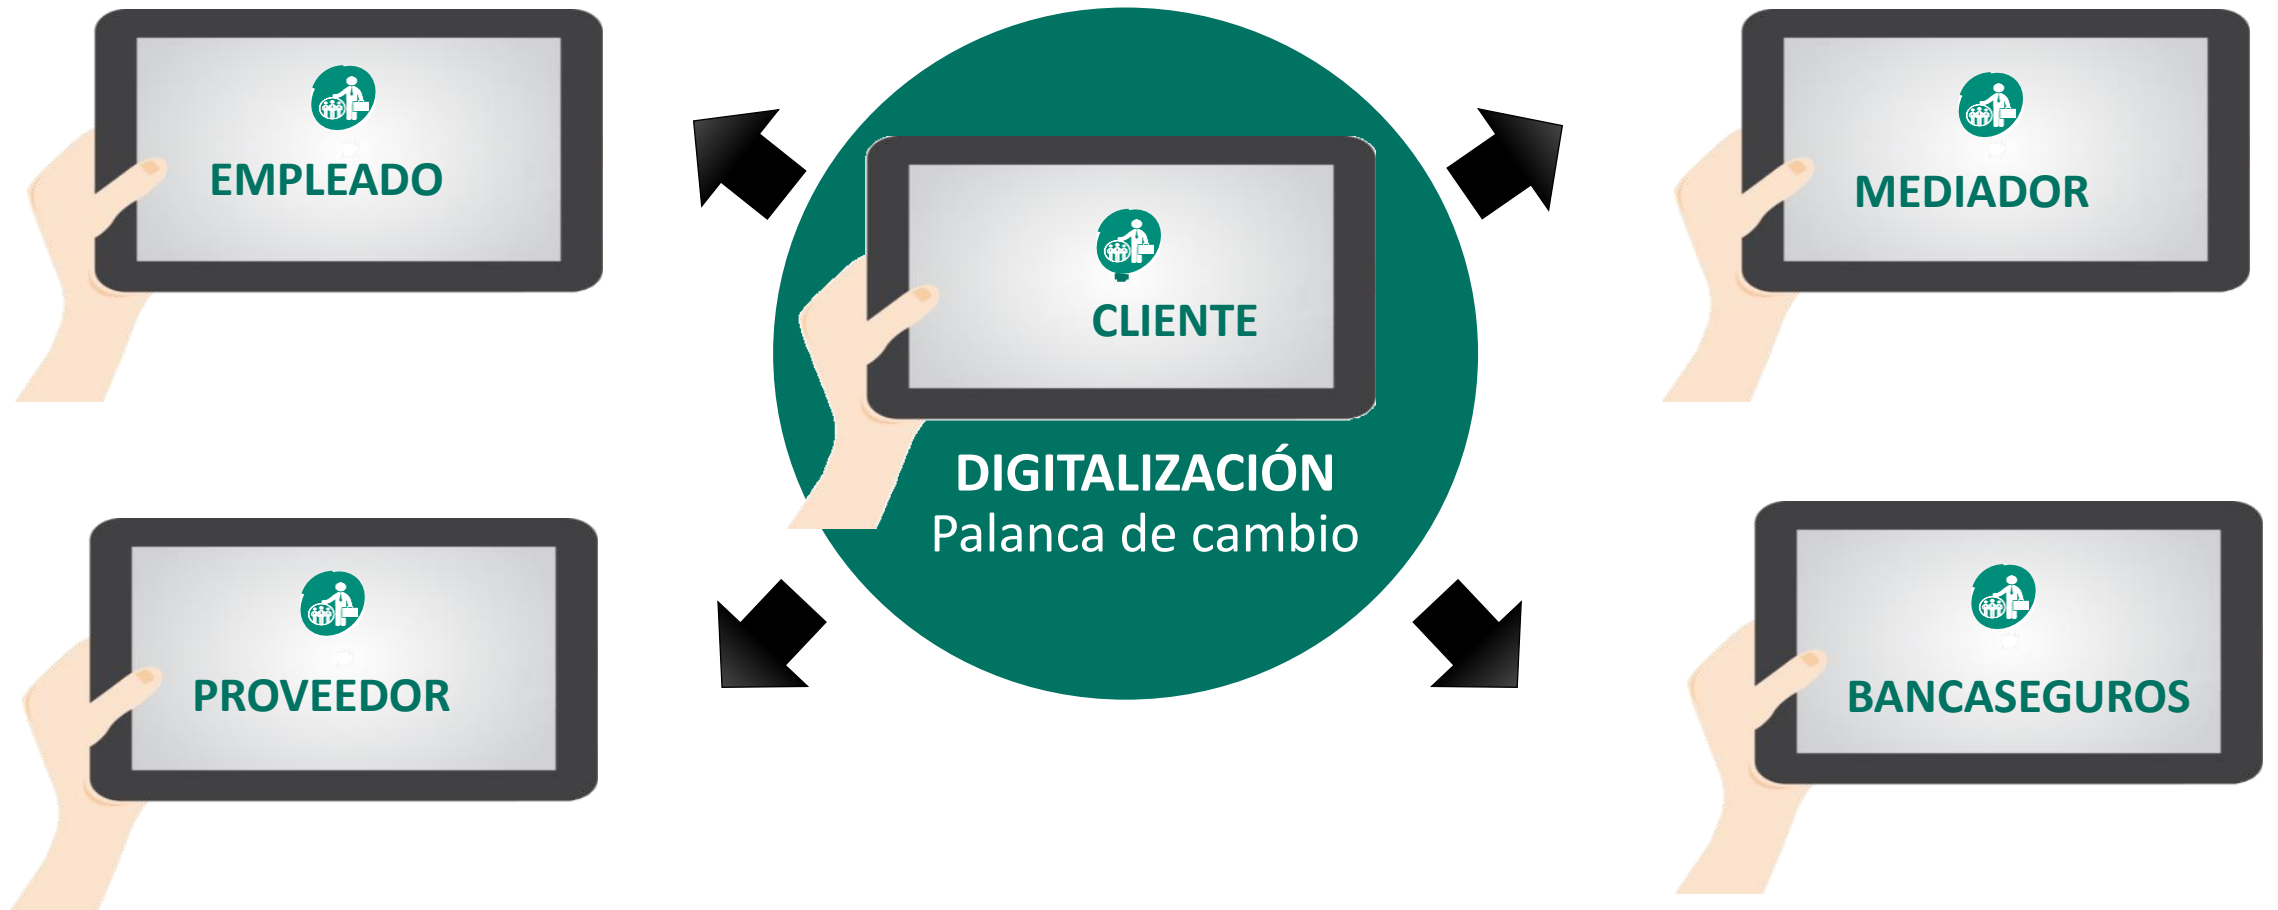 EMPLEADO
MEDIADOR
CLIENTE
DIGITALIZACIÓN
Palanca de cambio
PROVEEDOR
BANCASEGUROS